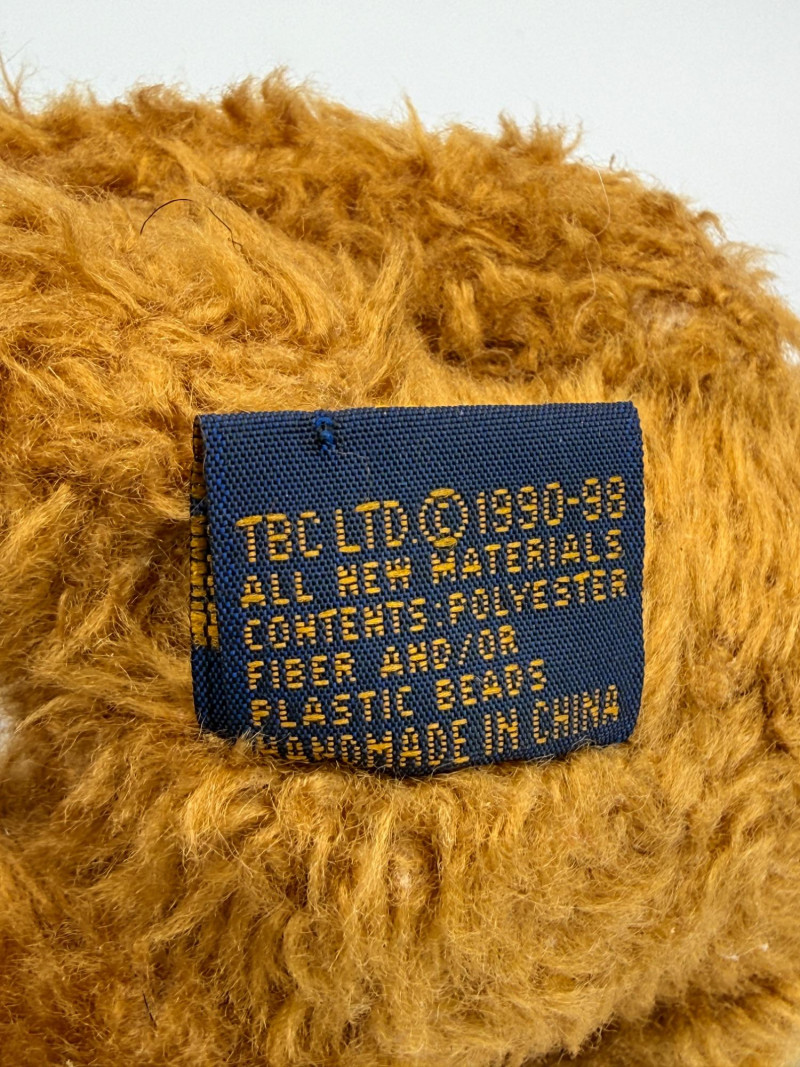 TBC LTD.©1990-98
ALL NEW MATERIALS
CONTENTS:POLYESTER
FIBER AND/OR
PLASTIC BEADS
HANDMADE IN CHINA